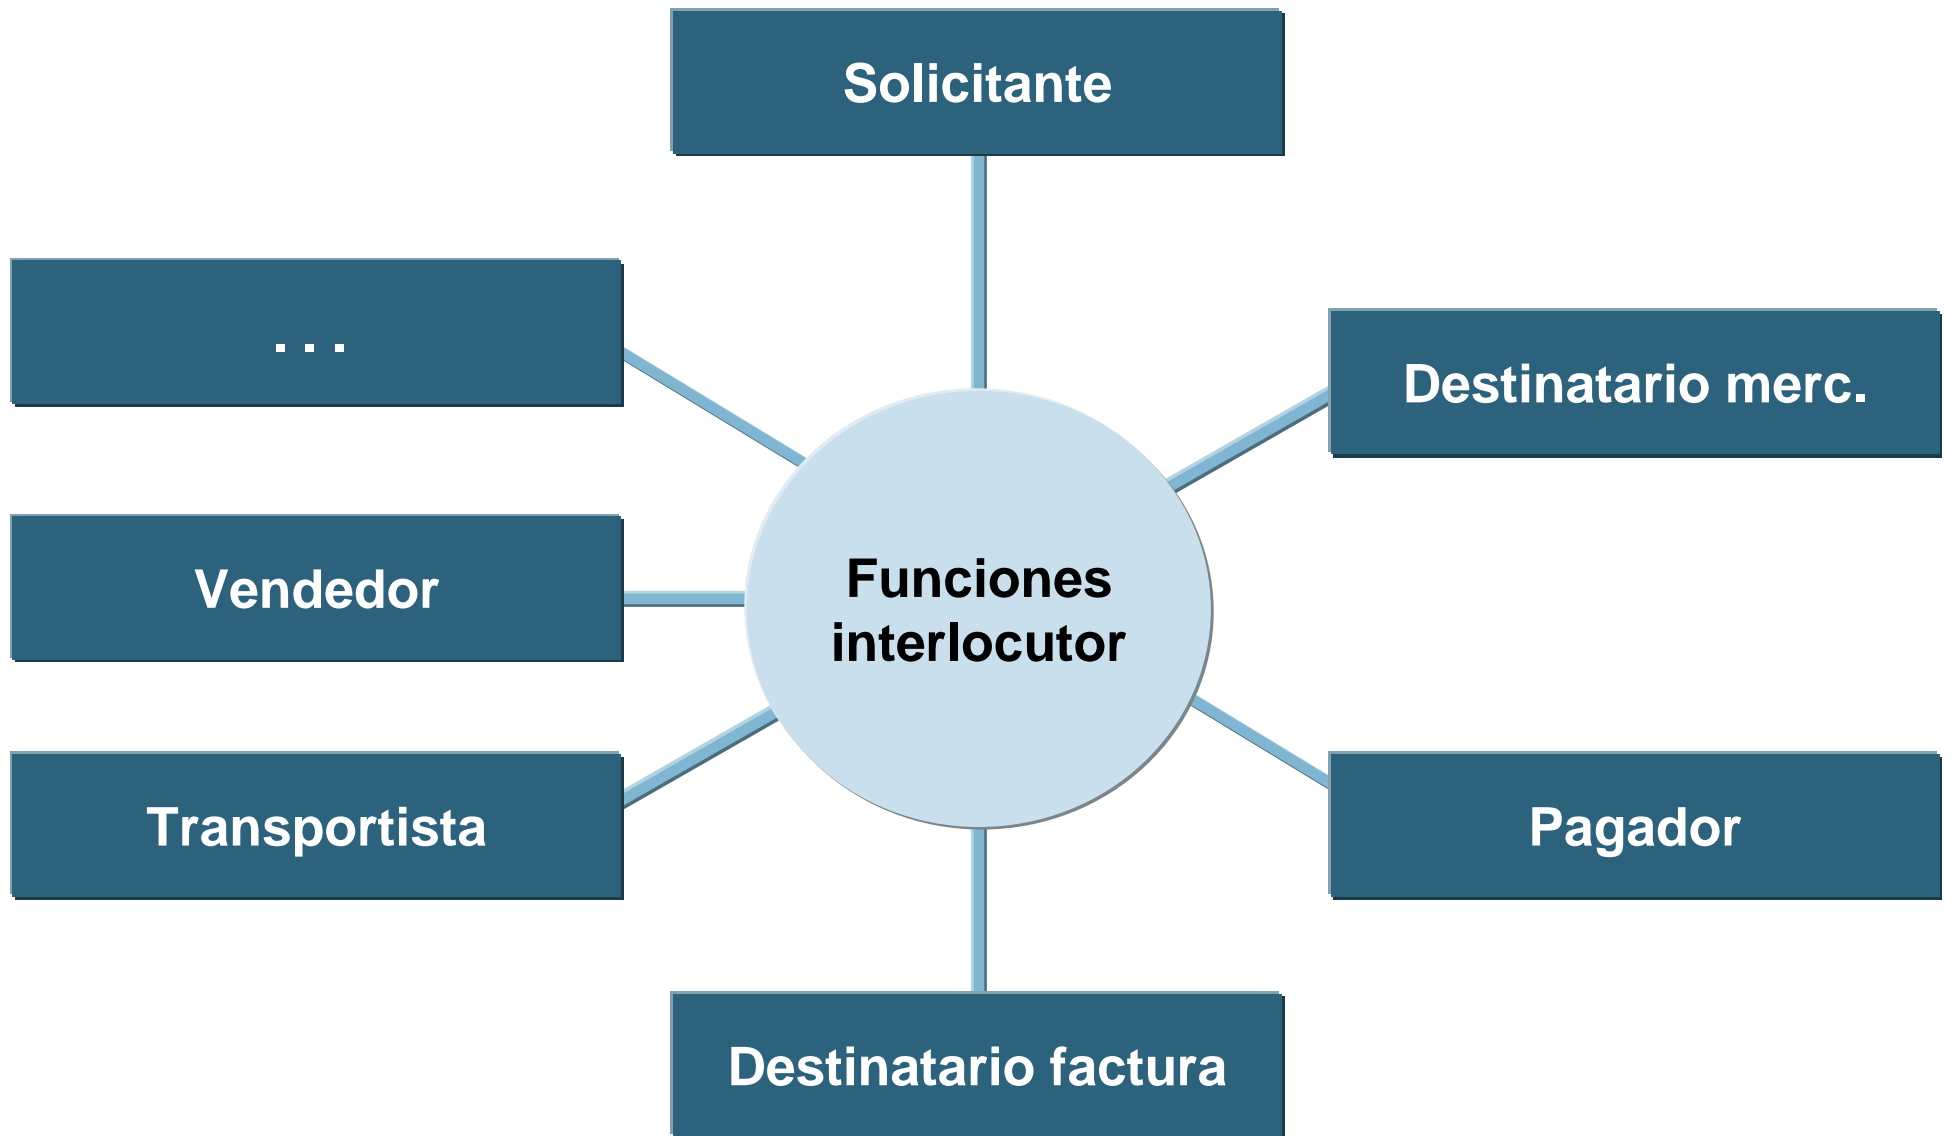 Solicitante
. . .
Destinatario merc.
Funciones
interlocutor
Vendedor
Transportista
Pagador
Destinatario factura